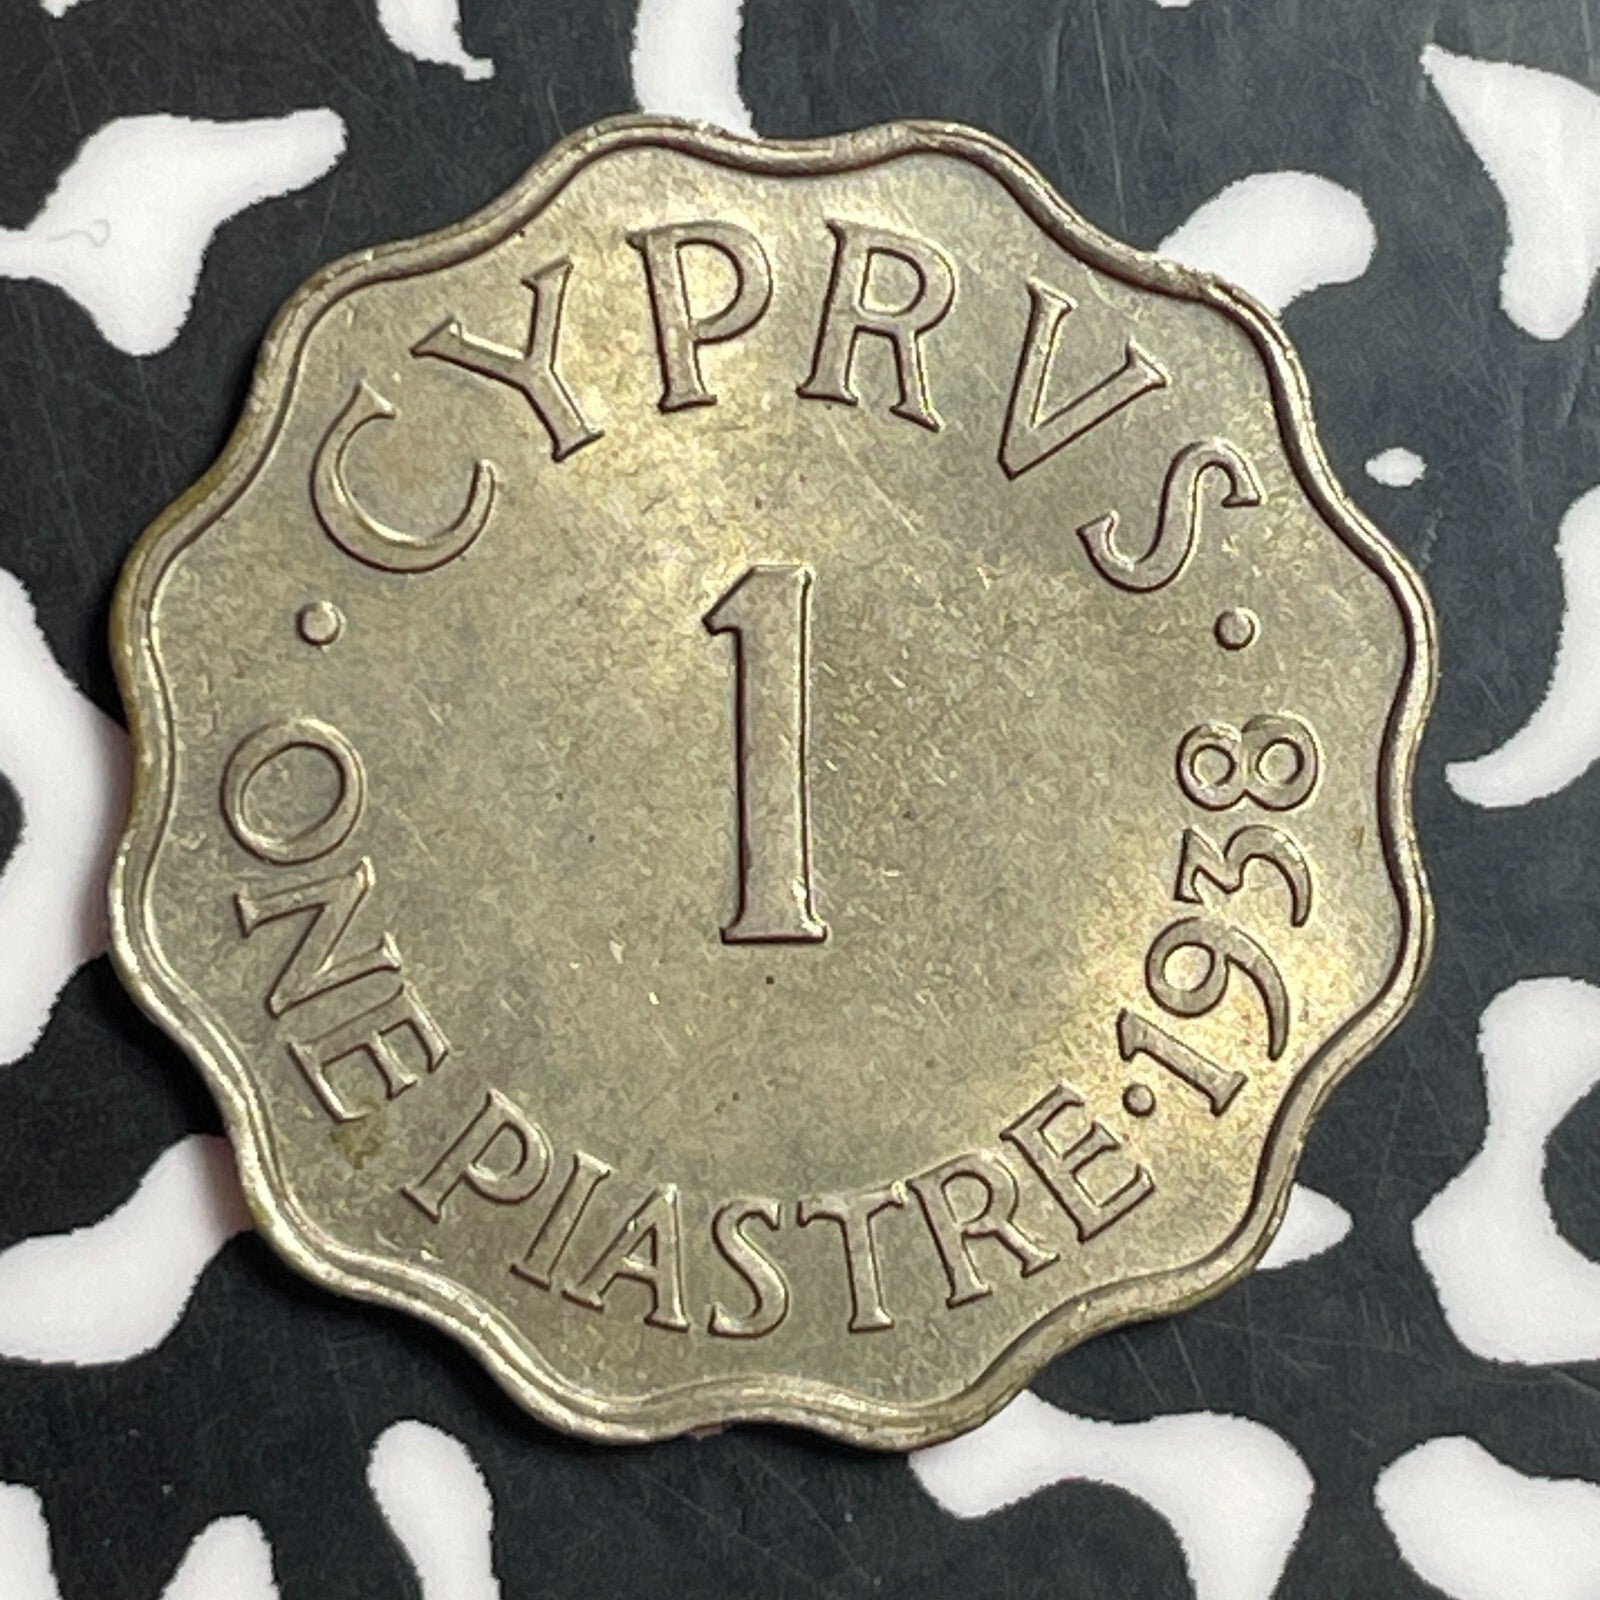 · CYPRVS ·
1
ONE PIASTRE · 1938